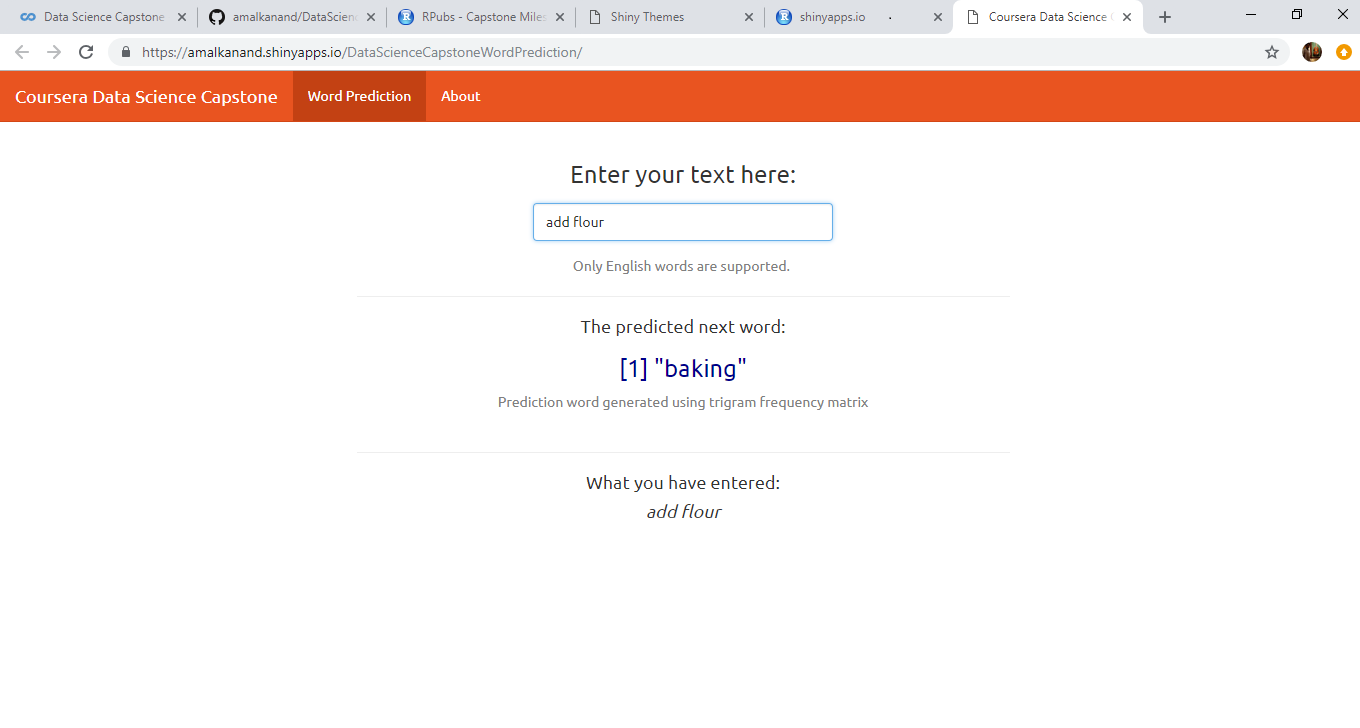 Data Science Capstone
amalkanand/DataScienc
RPubs - Capstone Miles
Shiny Themes
shinyapps.io
Coursera Data Science C
https://amalkanand.shinyapps.io/DataScienceCapstoneWordPrediction/
Coursera Data Science Capstone Word Prediction About
Enter your text here:
add flour
Only English words are supported.
The predicted next word:
[1] "baking"
Prediction word generated using trigram frequency matrix
What you have entered:
add flour